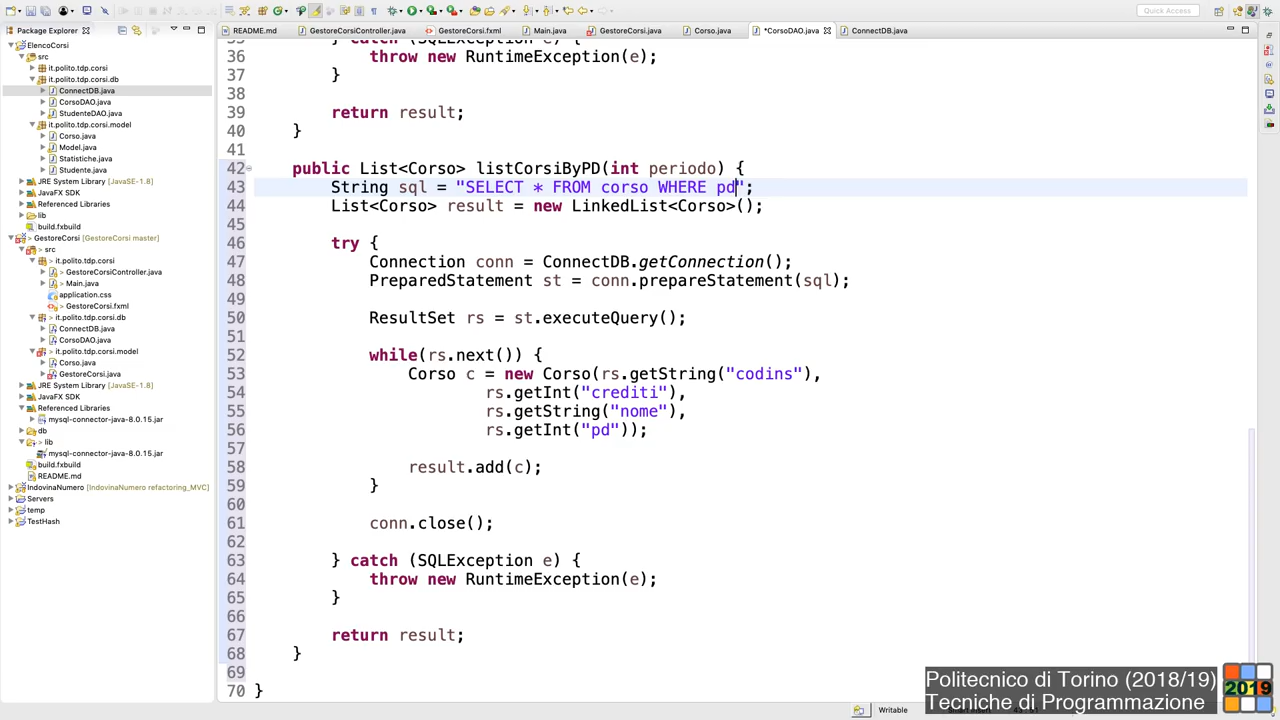 Quick Access
Package Explorer
README.md
GestoreCorsiController.java
GestoreCorsi.fxml
Main.java
GestoreCorsi.java
Corso.java
*CorsoDAO.java
ConnectDB.java
ElencoCorsi
src
it.polito.tdp.corsi
it.polito.tdp.corsi.db
ConnectDB.java
CorsoDAO.java
StudenteDAO.java
it.polito.tdp.corsi.model
Corso.java
Model.java
Statistiche.java
Studente.java
JRE System Library [JavaSE-1.8]
JavaFX SDK
Referenced Libraries
lib
build.fxbuild
> GestoreCorsi [GestoreCorsi master]
> src
> it.polito.tdp.corsi
> GestoreCorsiController.java
> Main.java
application.css
> GestoreCorsi.fxml
> it.polito.tdp.corsi.db
ConnectDB.java
CorsoDAO.java
> it.polito.tdp.corsi.model
Corso.java
GestoreCorsi.java
JRE System Library [JavaSE-1.8]
JavaFX SDK
Referenced Libraries
mysql-connector-java-8.0.15.jar
db
> lib
mysql-connector-java-8.0.15.jar
build.fxbuild
README.md
IndovinaNumero [IndovinaNumero refactoring_MVC]
Servers
temp
TestHash
35 } catch (SQLException e) {
36 throw new RuntimeException(e);
37 }
38
39 return result;
40 }
41
42 public List<Corso> listCorsiByPD(int periodo) {
43 String sql = "SELECT * FROM corso WHERE pd";
44 List<Corso> result = new LinkedList<Corso>();
45
46 try {
47 Connection conn = ConnectDB.getConnection();
48 PreparedStatement st = conn.prepareStatement(sql);
49
50 ResultSet rs = st.executeQuery();
51
52 while(rs.next()) {
53 Corso c = new Corso(rs.getString("codins"),
54 rs.getInt("crediti"),
55 rs.getString("nome"),
56 rs.getInt("pd"));
57
58 result.add(c);
59 }
60
61 conn.close();
62
63 } catch (SQLException e) {
64 throw new RuntimeException(e);
65 }
66
67 return result;
68 }
69
70 }
Politecnico di Torino (2018/19)
Tecniche di Programmazione
2019
Writable